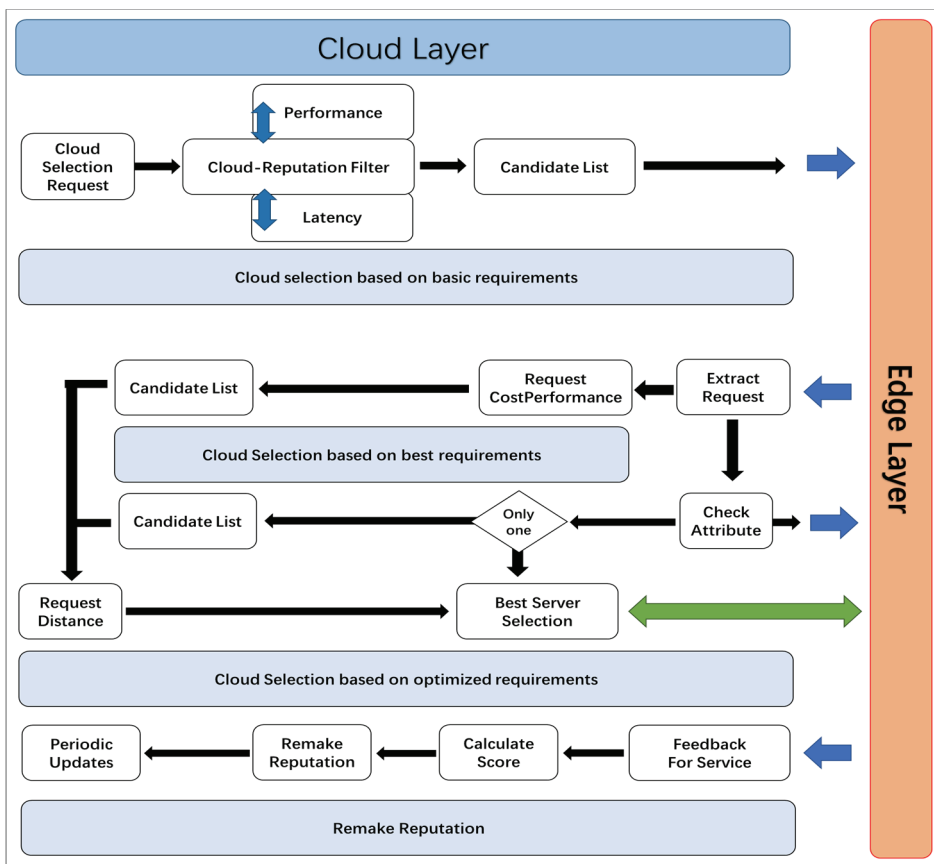 Cloud Layer
Performance
Cloud
Selection
Request
Cloud-Reputation Filter
Candidate List
Latency
Cloud selection based on basic requirements
Edge Layer
Candidate List
Request
CostPerformance
Extract
Request
Cloud Selection based on best requirements
Candidate List
Only
one
Check
Attribute
Request
Distance
Best Server
Selection
Cloud Selection based on optimized requirements
Periodic
Updates
Remake
Reputation
Calculate
Score
Feedback
For Service
Remake Reputation